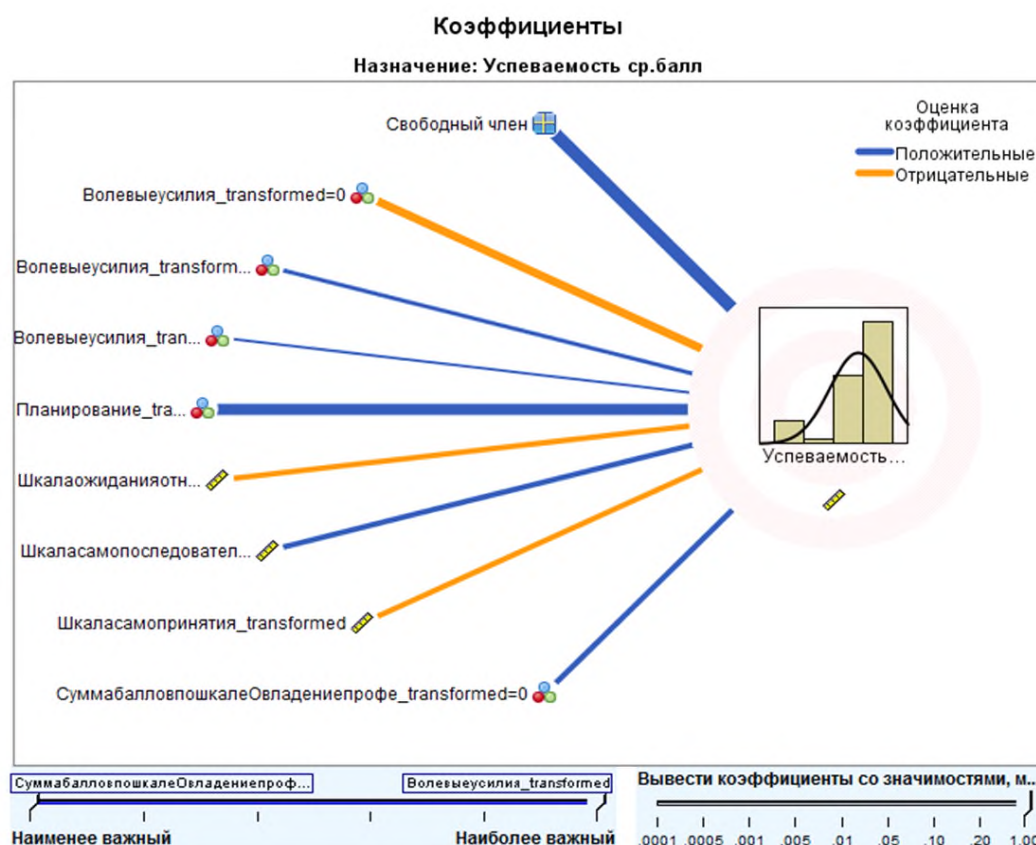 Коэффициенты
Назначение: Успеваемость ср.балл
Оценка
коэффициента
Положительные
Отрицательные
Свободный член
Волевыеусилия_transformed=0
Волевыеусилия_transform...
Волевыеусилия_tran...
Планирование_tra...
Шкалаожиданияотн...
Шкаласамопоследовател...
Шкаласамопринятия_transformed
СуммабалловпошкалеОвладениепрофе_transformed=0
Успеваемость...
СуммабалловпошкалеОвладениепроф...
Волевыеусилия_transformed
Наименее важный
Наиболее важный
Вывести коэффициенты со значимостями, м...
.0001 .0005 .001 .005 .01 .05 .10 .20 1.00